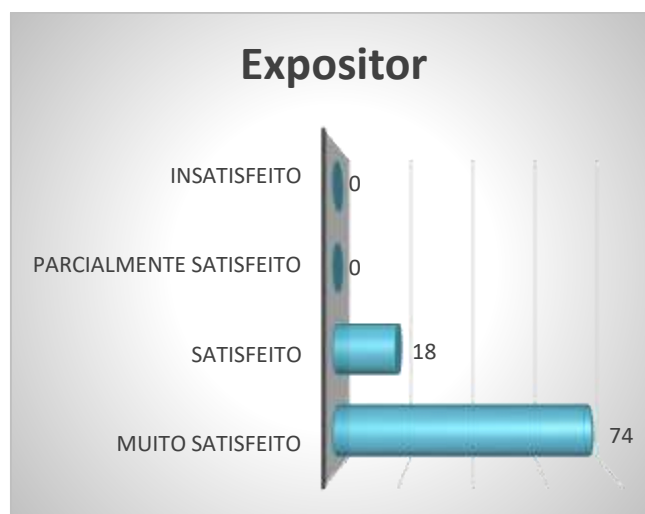 Expositor
INSATISFEITO 0
PARCIALMENTE SATISFEITO 0
SATISFEITO 18
MUITO SATISFEITO 74